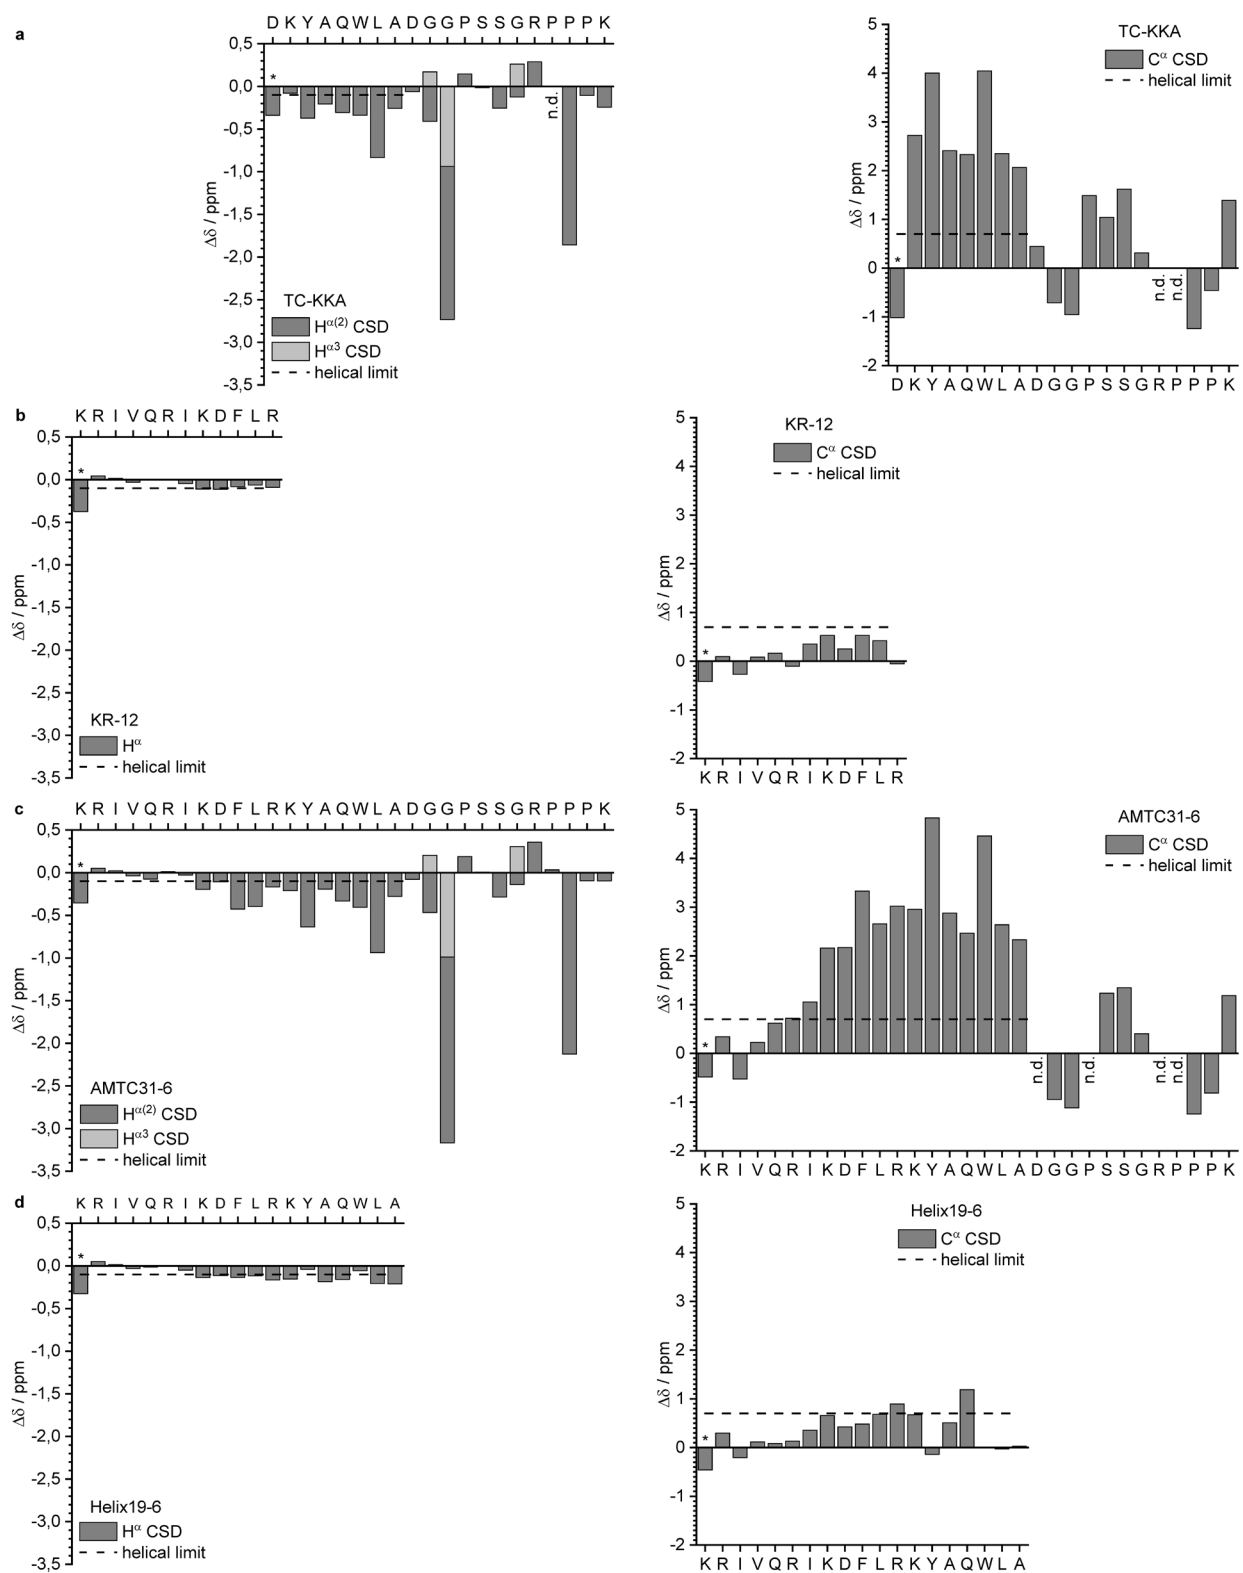 a
D K Y A Q W L A D G G P S S G R P P P K
0,5
0,0
-0,5
-1,0
-1,5
-2,0
-2,5
-3,0
-3,5
Δδ / ppm
*
n.d.
TC-KKA
Hα(2) CSD
Hα3 CSD
helical limit
5
4
3
2
1
0
-1
-2
Δδ / ppm
TC-KKA
Cα CSD
helical limit
*
n.d.
n.d.
D K Y A Q W L A D G G P S S G R P P P K
b
K R I V Q R I K D F L R
0,5
0,0
-0,5
-1,0
-1,5
-2,0
-2,5
-3,0
-3,5
Δδ / ppm
*
KR-12
Hα
helical limit
5
4
3
2
1
0
-1
-2
Δδ / ppm
KR-12
Cα CSD
helical limit
*
K R I V Q R I K D F L R
c
K R I V Q R I K D F L R K Y A Q W L A D G G P S S G R P P P K
0,5
0,0
-0,5
-1,0
-1,5
-2,0
-2,5
-3,0
-3,5
Δδ / ppm
*
AMTC31-6
Hα(2) CSD
Hα3 CSD
helical limit
5
4
3
2
1
0
-1
-2
Δδ / ppm
AMTC31-6
Cα CSD
helical limit
*
n.d.
n.d.
n.d.
n.d.
K R I V Q R I K D F L R K Y A Q W L A D G G P S S G R P P P K
d
K R I V Q R I K D F L R K Y A Q W L A
0,5
0,0
-0,5
-1,0
-1,5
-2,0
-2,5
-3,0
-3,5
Δδ / ppm
*
Helix19-6
Hα CSD
helical limit
5
4
3
2
1
0
-1
-2
Δδ / ppm
Helix19-6
Cα CSD
helical limit
*
K R I V Q R I K D F L R K Y A Q W L A